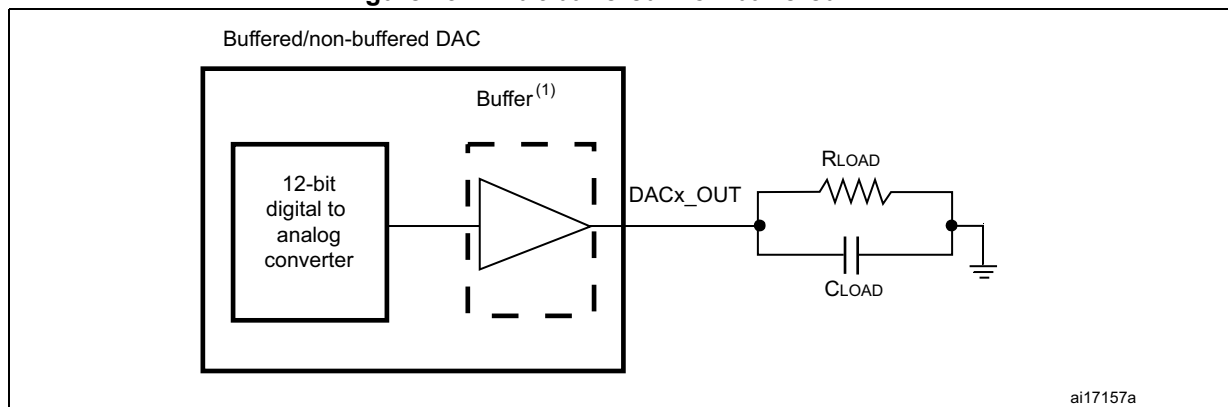 Buffered/non-buffered DAC
Buffer(1)
12-bit
digital to
analog
converter
DACx_OUT
RLOAD
CLOAD
ai17157a